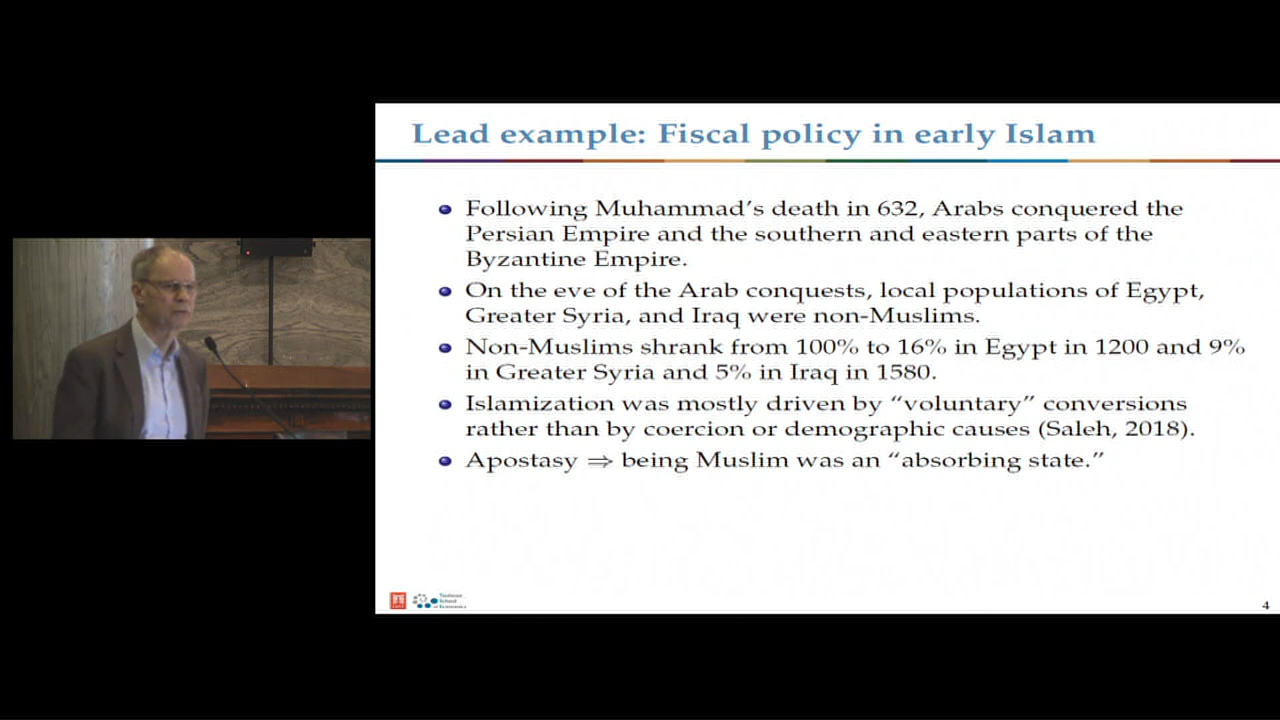 Lead example: Fiscal policy in early Islam
Following Muhammad's death in 632, Arabs conquered the
Persian Empire and the southern and eastern parts of the
Byzantine Empire.
On the eve of the Arab conquests, local populations of Egypt,
Greater Syria, and Iraq were non-Muslims.
Non-Muslims shrank from 100% to 16% in Egypt in 1200 and 9%
in Greater Syria and 5% in Iraq in 1580.
Islamization was mostly driven by “voluntary” conversions
rather than by coercion or demographic causes (Saleh, 2018).
Apostasy ⇒ being Muslim was an “absorbing state.”
Toulouse
School
of Economics
4